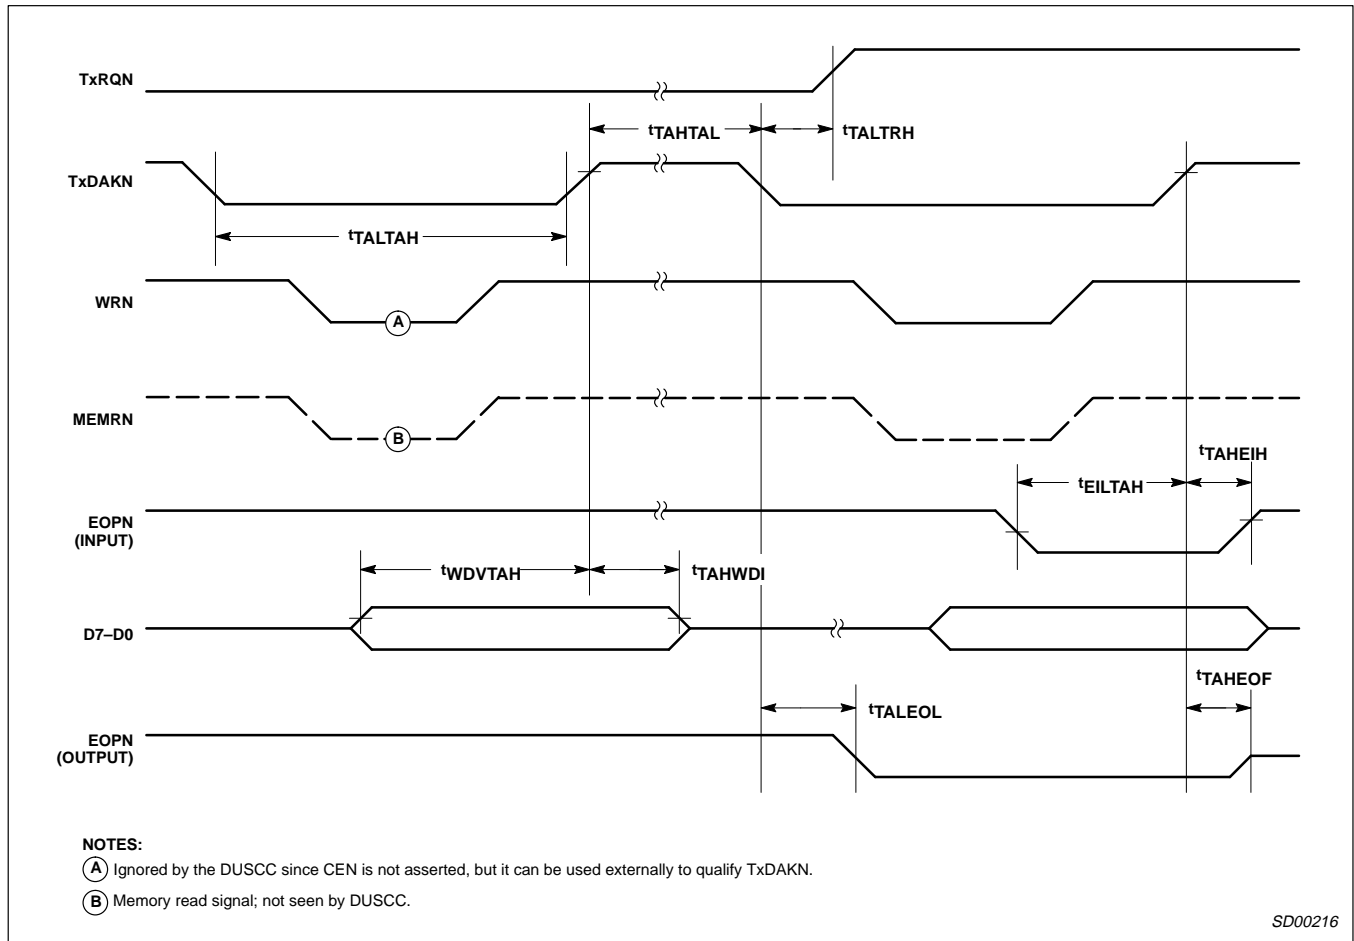 TxRQN
tTAHTAL
tTALTRH
TxDAKN
tTALTAH
WRN
A
MEMRN
B
tTAHEIH
tEILTAH
EOPN
(INPUT)
tWDVTAH
tTAHWDI
D7–D0
tTAHEOF
tTALEOL
EOPN
(OUTPUT)
NOTES:
A Ignored by the DUSCC since CEN is not asserted, but it can be used externally to qualify TxDAKN.
B Memory read signal; not seen by DUSCC.
SD00216